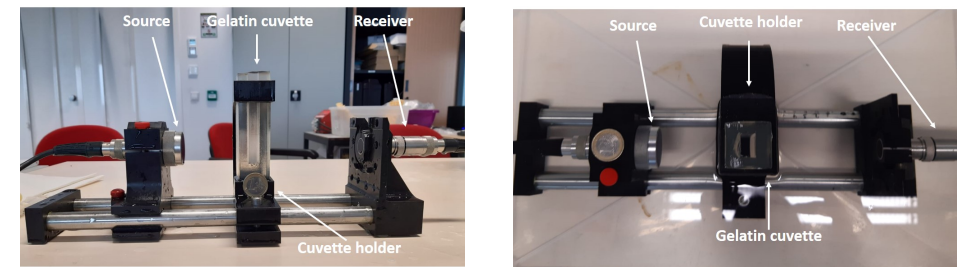 Source
Gelatin cuvette
Receiver
Cuvette holder
Source
Cuvette holder
Receiver
Gelatin cuvette